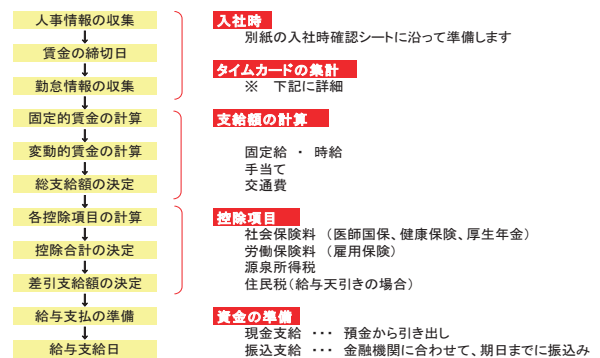 人事情報の収集
↓
賃金の締切日
↓
勤怠情報の収集
↓
固定的賃金の計算
↓
変動的賃金の計算
↓
総支給額の決定
↓
各控除項目の計算
↓
控除合計の決定
↓
差引支給額の決定
↓
給与支払の準備
↓
給与支給日
入社時
別紙の入社時確認シートに沿って準備します
タイムカードの集計
※　下記に詳細
支給額の計算
固定給 ・ 時給
手当て
交通費
控除項目
社会保険料 （医師国保、健康保険、厚生年金）
労働保険料 （雇用保険）
源泉所得税
住民税（給与天引きの場合）
資金の準備
現金支給 ･･･ 預金から引き出し
振込支給 ･･･ 金融機関に合わせて、期日までに振込み